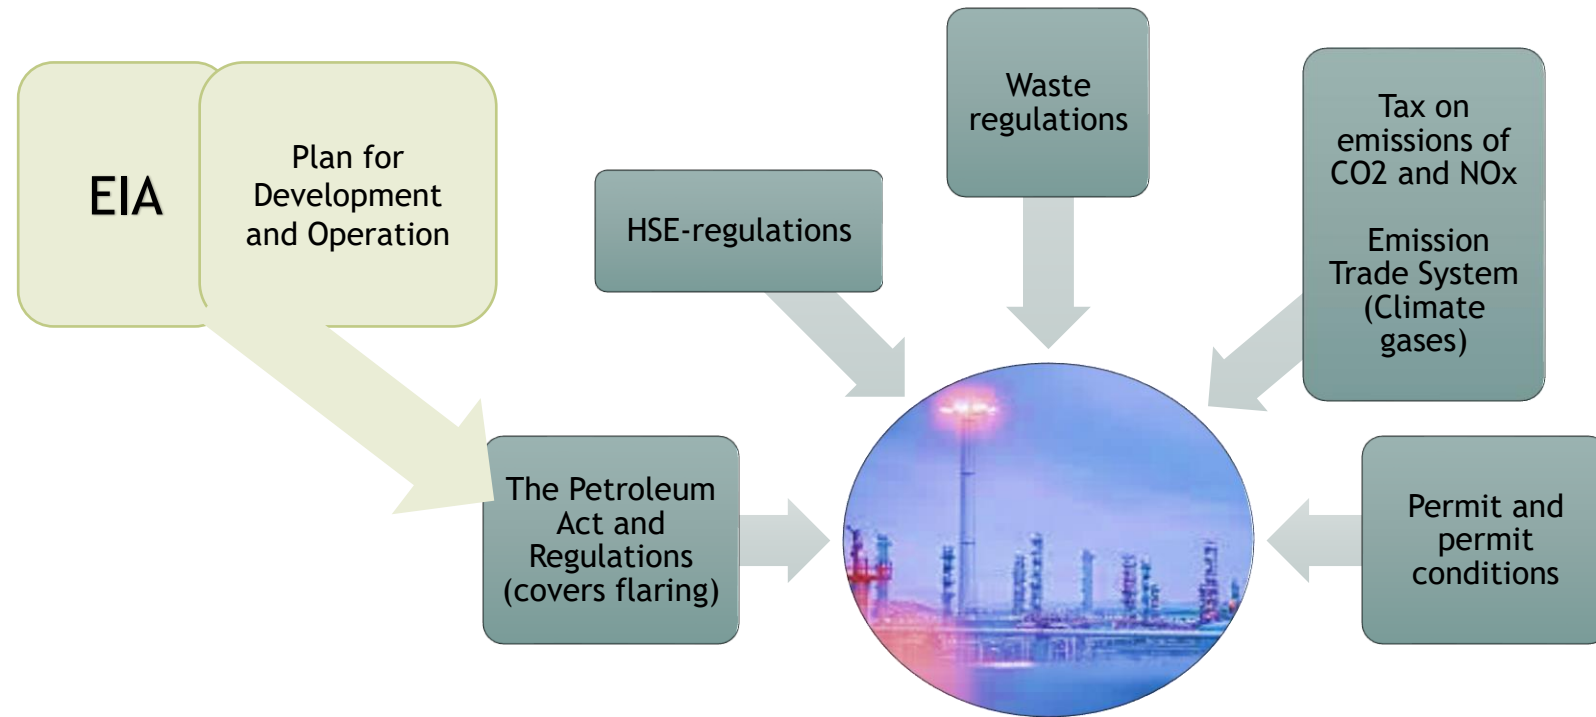 EIA
Plan for
Development
and Operation
HSE-regulations
Waste
regulations
Tax on
emissions of
CO2 and NOx
Emission
Trade System
(Climate
gases)
The Petroleum
Act and
Regulations
(covers flaring)
Permit and
permit
conditions